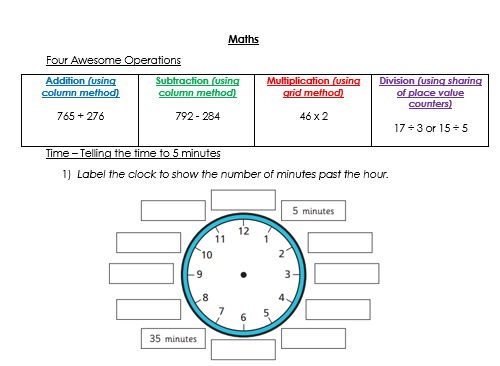 Maths
Four Awesome Operations
Addition (using column method)
765 + 276
Subtraction (using column method)
792 - 284
Multiplication (using grid method)
46 x 2
Division (using sharing of place value counters)
17 ÷ 3 or 15 ÷ 5
Time – Telling the time to 5 minutes
1) Label the clock to show the number of minutes past the hour.
5 minutes
12
11
1
10
2
9
3
8
4
7
5
6
35 minutes